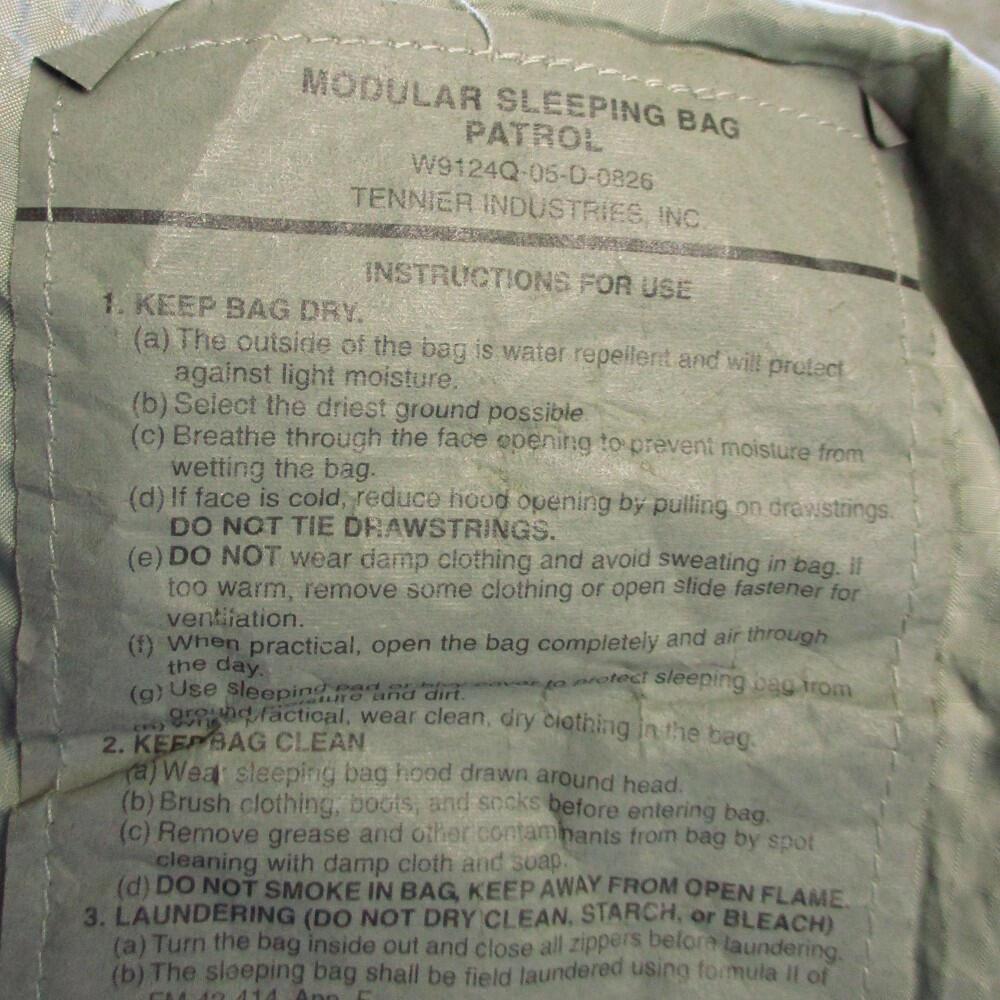 MODULAR SLEEPING BAG
PATROL
W9124Q-05-D-0826
TENNIER INDUSTRIES, INC.
INSTRUCTIONS FOR USE
1. KEEP BAG DRY.
(a) The outside of the bag is water repellent and will protect
against light moisture.
(b) Select the driest ground possible
(c) Breathe through the face opening to prevent moisture from
wetting the bag.
(d) If face is cold, reduce hood opening by pulling on drawstrings.
DO NOT TIE DRAWSTRINGS.
(e) DO NOT wear damp clothing and avoid sweating in bag. If
too warm, remove some clothing or open slide fastener for
ventilation.
(f) When practical, open the bag completely and air through
the day.
(g) Use sleeping pad or cover to protect sleeping bag from
ground and dirt.
tactical, wear clean, dry clothing in the bag.
2. KEEP BAG CLEAN
(a) Wear sleeping bag hood drawn around head.
(b) Brush clothing, boots, and socks before entering bag.
(c) Remove grease and other contaminants from bag by spot
cleaning with damp cloth and soap.
(d) DO NOT SMOKE IN BAG, KEEP AWAY FROM OPEN FLAME.
3. LAUNDERING (DO NOT DRY CLEAN, STARCH, or BLEACH)
(a) Turn the bag inside out and close all zippers before laundering.
(b) The sleeping bag shall be field laundered using formula II of